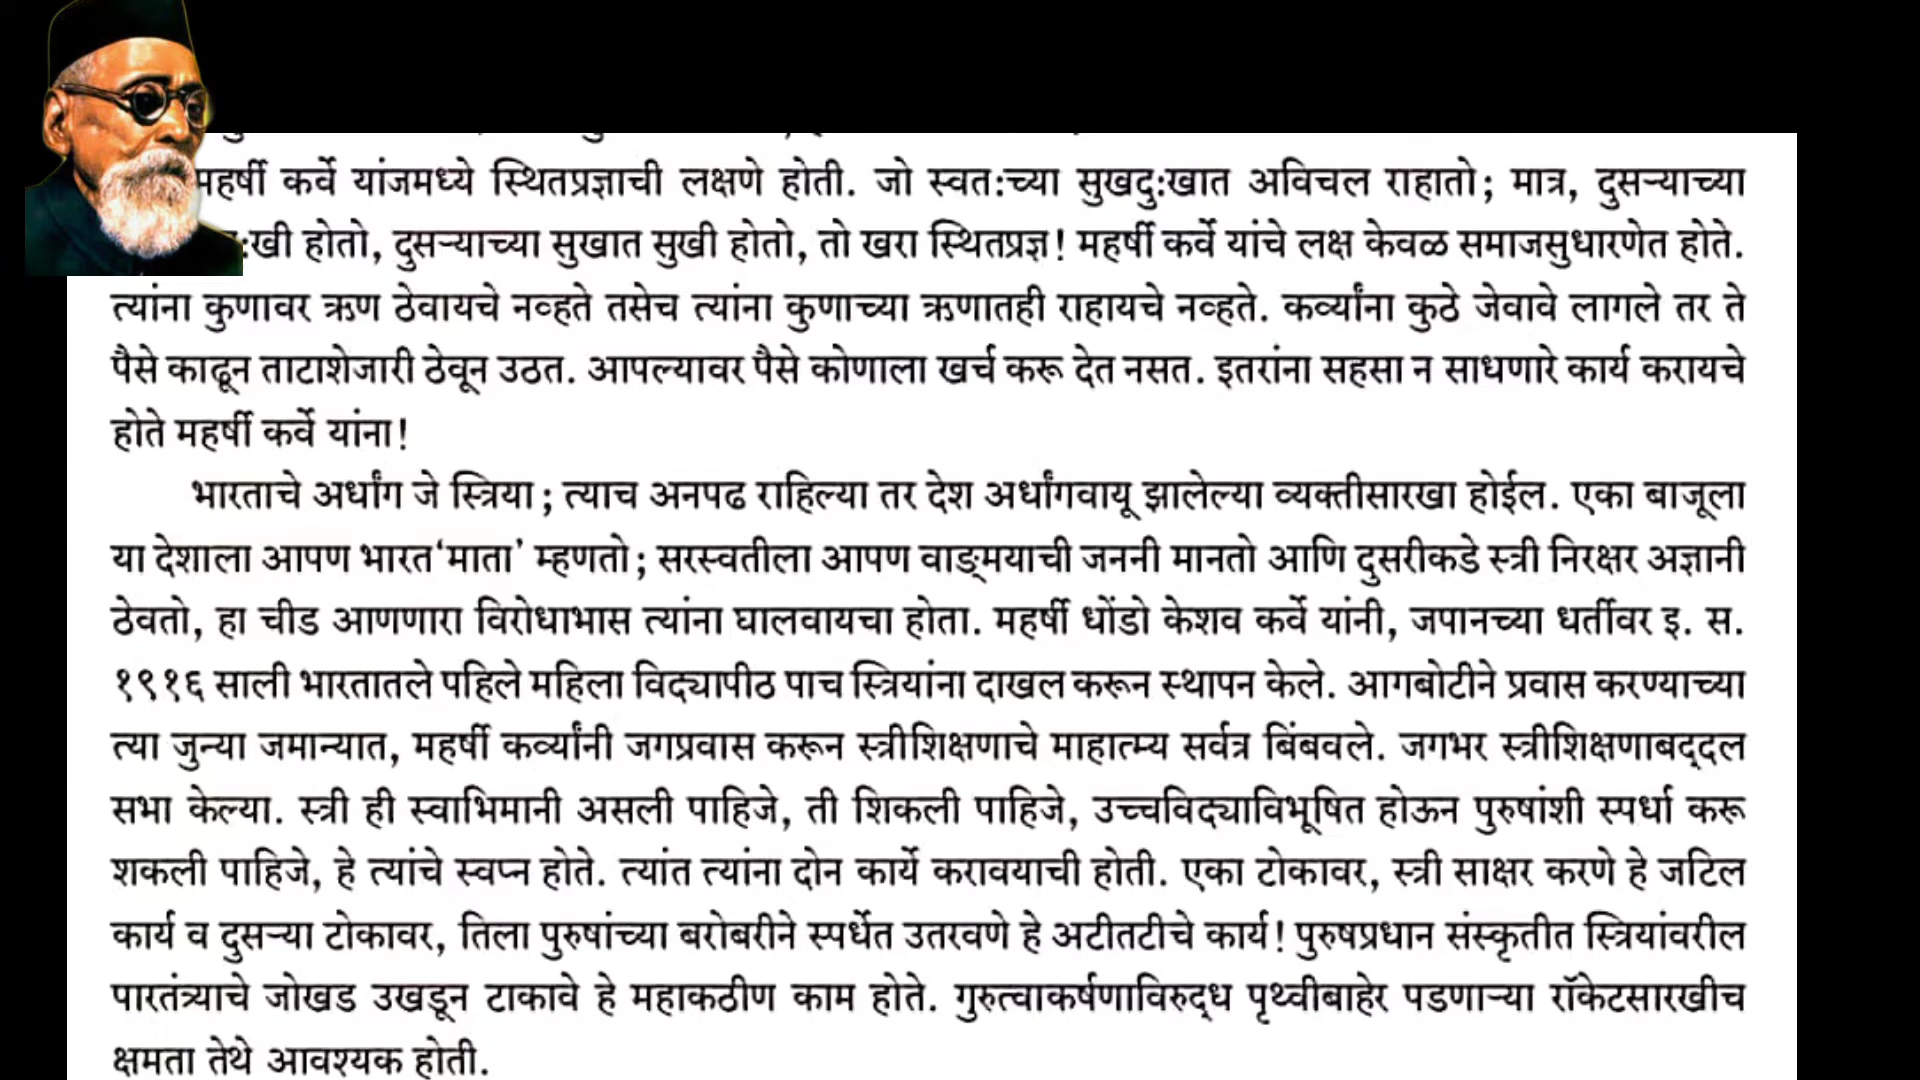 महर्षी कर्वे यांजमध्ये स्थितप्रज्ञाची लक्षणे होती. जो स्वत:च्या सुखदु:खात अविचल राहातो; मात्र, दुसऱ्याच्या
होतो, दुसऱ्याच्या सुखात सुखी होतो, तो खरा स्थितप्रज्ञ! महर्षी कर्वे यांचे लक्ष केवळ समाजसुधारणेत होते.
त्यांना कुणावर ऋण ठेवायचे नव्हते तसेच त्यांना कुणाच्या ऋणातही राहायचे नव्हते. कर्व्यांना कुठे जेवावे लागले तर ते
पैसे काढून ताटाशेजारी ठेवून उठत. आपल्यावर पैसे कोणाला खर्च करू देत नसत. इतरांना सहसा न साधणारे कार्य करायचे
होते महर्षी कर्वे यांना!
भारताचे अर्धांग जे स्त्रिया; त्याच अनपढ राहिल्या तर देश अर्धांगवायू झालेल्या व्यक्तीसारखा होईल. एका बाजूला
या देशाला आपण भारत‘माता’ म्हणतो; सरस्वतीला आपण वाङ्‌मयाची जननी मानतो आणि दुसरीकडे स्त्री निरक्षर अज्ञानी
ठेवतो, हा चीड आणणारा विरोधाभास त्यांना घालवायचा होता. महर्षी धोंडो केशव कर्वे यांनी, जपानच्या धर्तीवर इ. स.
१९१६ साली भारतातले पहिले महिला विद्यापीठ पाच स्त्रियांना दाखल करून स्थापन केले. आगबोटीने प्रवास करण्याच्या
त्या जुन्या जमान्यात, महर्षी कर्व्यांनी जगप्रवास करून स्त्रीशिक्षणाचे माहात्म्य सर्वत्र बिंबवले. जगभर स्त्रीशिक्षणाबद्‌दल
सभा केल्या. स्त्री ही स्वाभिमानी असली पाहिजे, ती शिकली पाहिजे, उच्चविद्याविभूषित होऊन पुरुषांशी स्पर्धा करू
शकली पाहिजे, हे त्यांचे स्वप्न होते. त्यांत त्यांना दोन कार्ये करावयाची होती. एका टोकावर, स्त्री साक्षर करणे हे जटिल
कार्य व दुसऱ्या टोकावर, तिला पुरुषांच्या बरोबरीने स्पर्धेत उतरवणे हे अटीतटीचे कार्य! पुरुषप्रधान संस्कृतीत स्त्रियांवरील
पारतंत्र्याचे जोखड उखडून टाकावे हे महाकठीण काम होते. गुरुत्वाकर्षणाविरुद्‌ध पृथ्वीबाहेर पडणाऱ्या रॉकेटसारखीच
क्षमता तेथे आवश्यक होती.